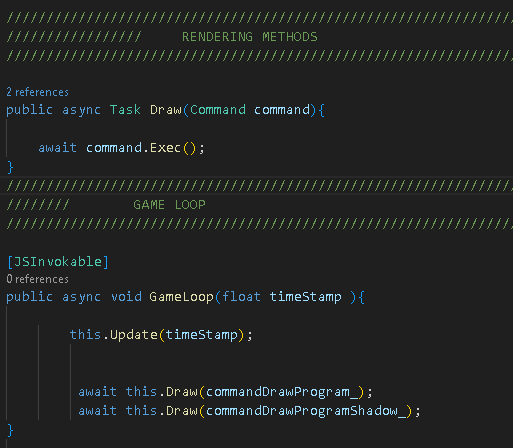 ////////////////////////////////////////////////////////////////
/////////////////     RENDERING METHODS
////////////////////////////////////////////////////////////////
2 references
public async Task Draw(Command command){
await command.Exec();
}
////////////////////////////////////////////////////////////////
////////        GAME LOOP
////////////////////////////////////////////////////////////////
[JSInvokable]
0 references
public async void GameLoop(float timeStamp ){
this.Update(timeStamp);
await this.Draw(commandDrawProgram_);
await this.Draw(commandDrawProgramShadow_);
}